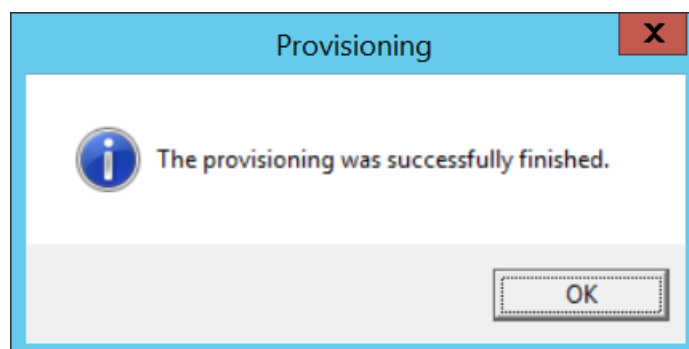 Provisioning
X
The provisioning was successfully finished.
OK